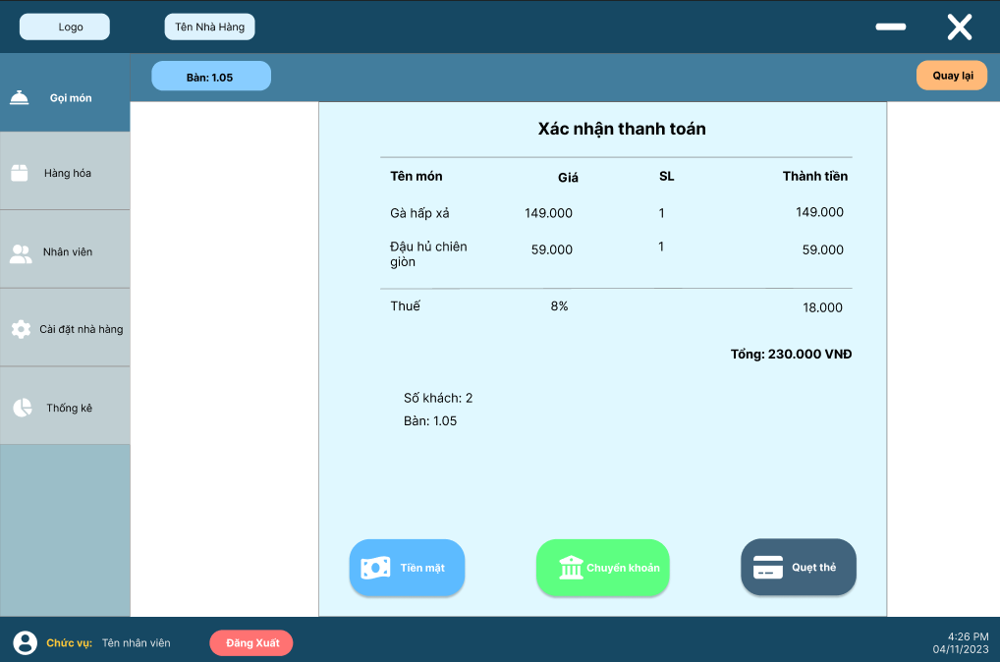 Logo
Tên Nhà Hàng
Bàn: 1.05
Quay lại
Gọi món
Hàng hóa
Nhân viên
Cài đặt nhà hàng
Thống kê
Xác nhận thanh toán
Tên món Giá SL Thành tiền
Gà hấp xả 149.000 1 149.000
Đậu hủ chiên 59.000 1 59.000
giòn
Thuế 8% 18.000
Tổng: 230.000 VNĐ
Số khách: 2
Bàn: 1.05
Tiền mặt
Chuyển khoản
Quẹt thẻ
Chức vụ: Tên nhân viên
Đăng Xuất
4:26 PM
04/11/2023